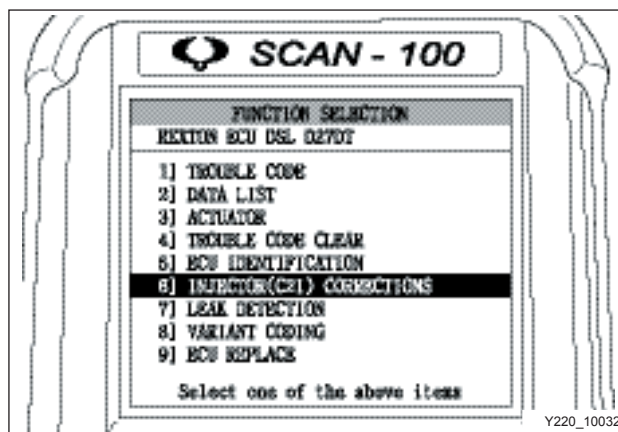 SCAN - 100
FUNCTION SELECTION
REXTON ECU DSL D27DT
1] TROUBLE CODE
2] DATA LIST
3] ACTUATOR
4] TROUBLE CODE CLEAR
5] ECU IDENTIFICATION
6] INJECTOR(C2I) CORRECTIONS
7] LEAK DETECTION
8] VARIANT CODING
9] ECU REPLACE
Select one of the above items
Y220_10032